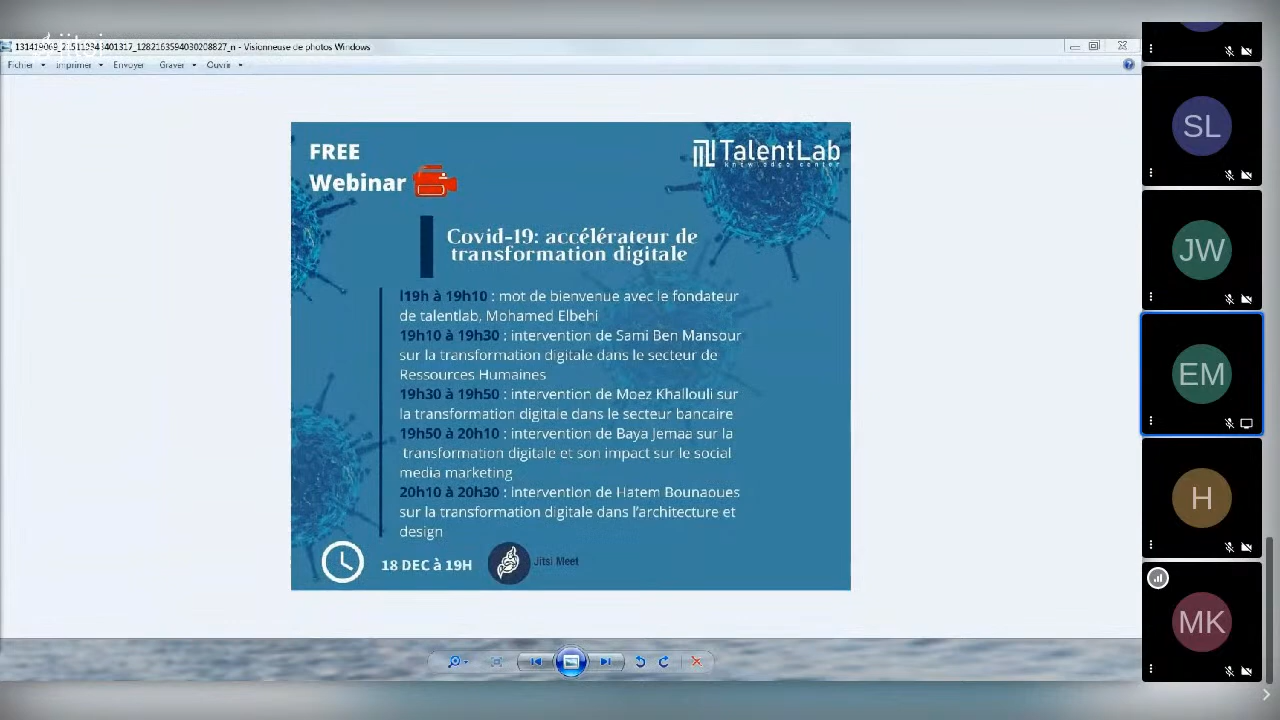 131419069_215112343401317_1282163594030208827_n - Visionneuse de photos Windows
Fichier Imprimer Envoyer Graver Ouvrir
FREE
Webinar
TalentLab
knowledge center
Covid-19: accélérateur de
transformation digitale
l19h à 19h10 : mot de bienvenue avec le fondateur
de talentlab, Mohamed Elbehi
19h10 à 19h30 : intervention de Sami Ben Mansour
sur la transformation digitale dans le secteur de
Ressources Humaines
19h30 à 19h50 : intervention de Moez Khallouli sur
la transformation digitale dans le secteur bancaire
19h50 à 20h10 : intervention de Baya Jemaa sur la
transformation digitale et son impact sur le social
media marketing
20h10 à 20h30 : intervention de Hatem Bounaoues
sur la transformation digitale dans l'architecture et
design
18 DEC à 19H
Jitsi Meet
SL
JW
EM
H
MK